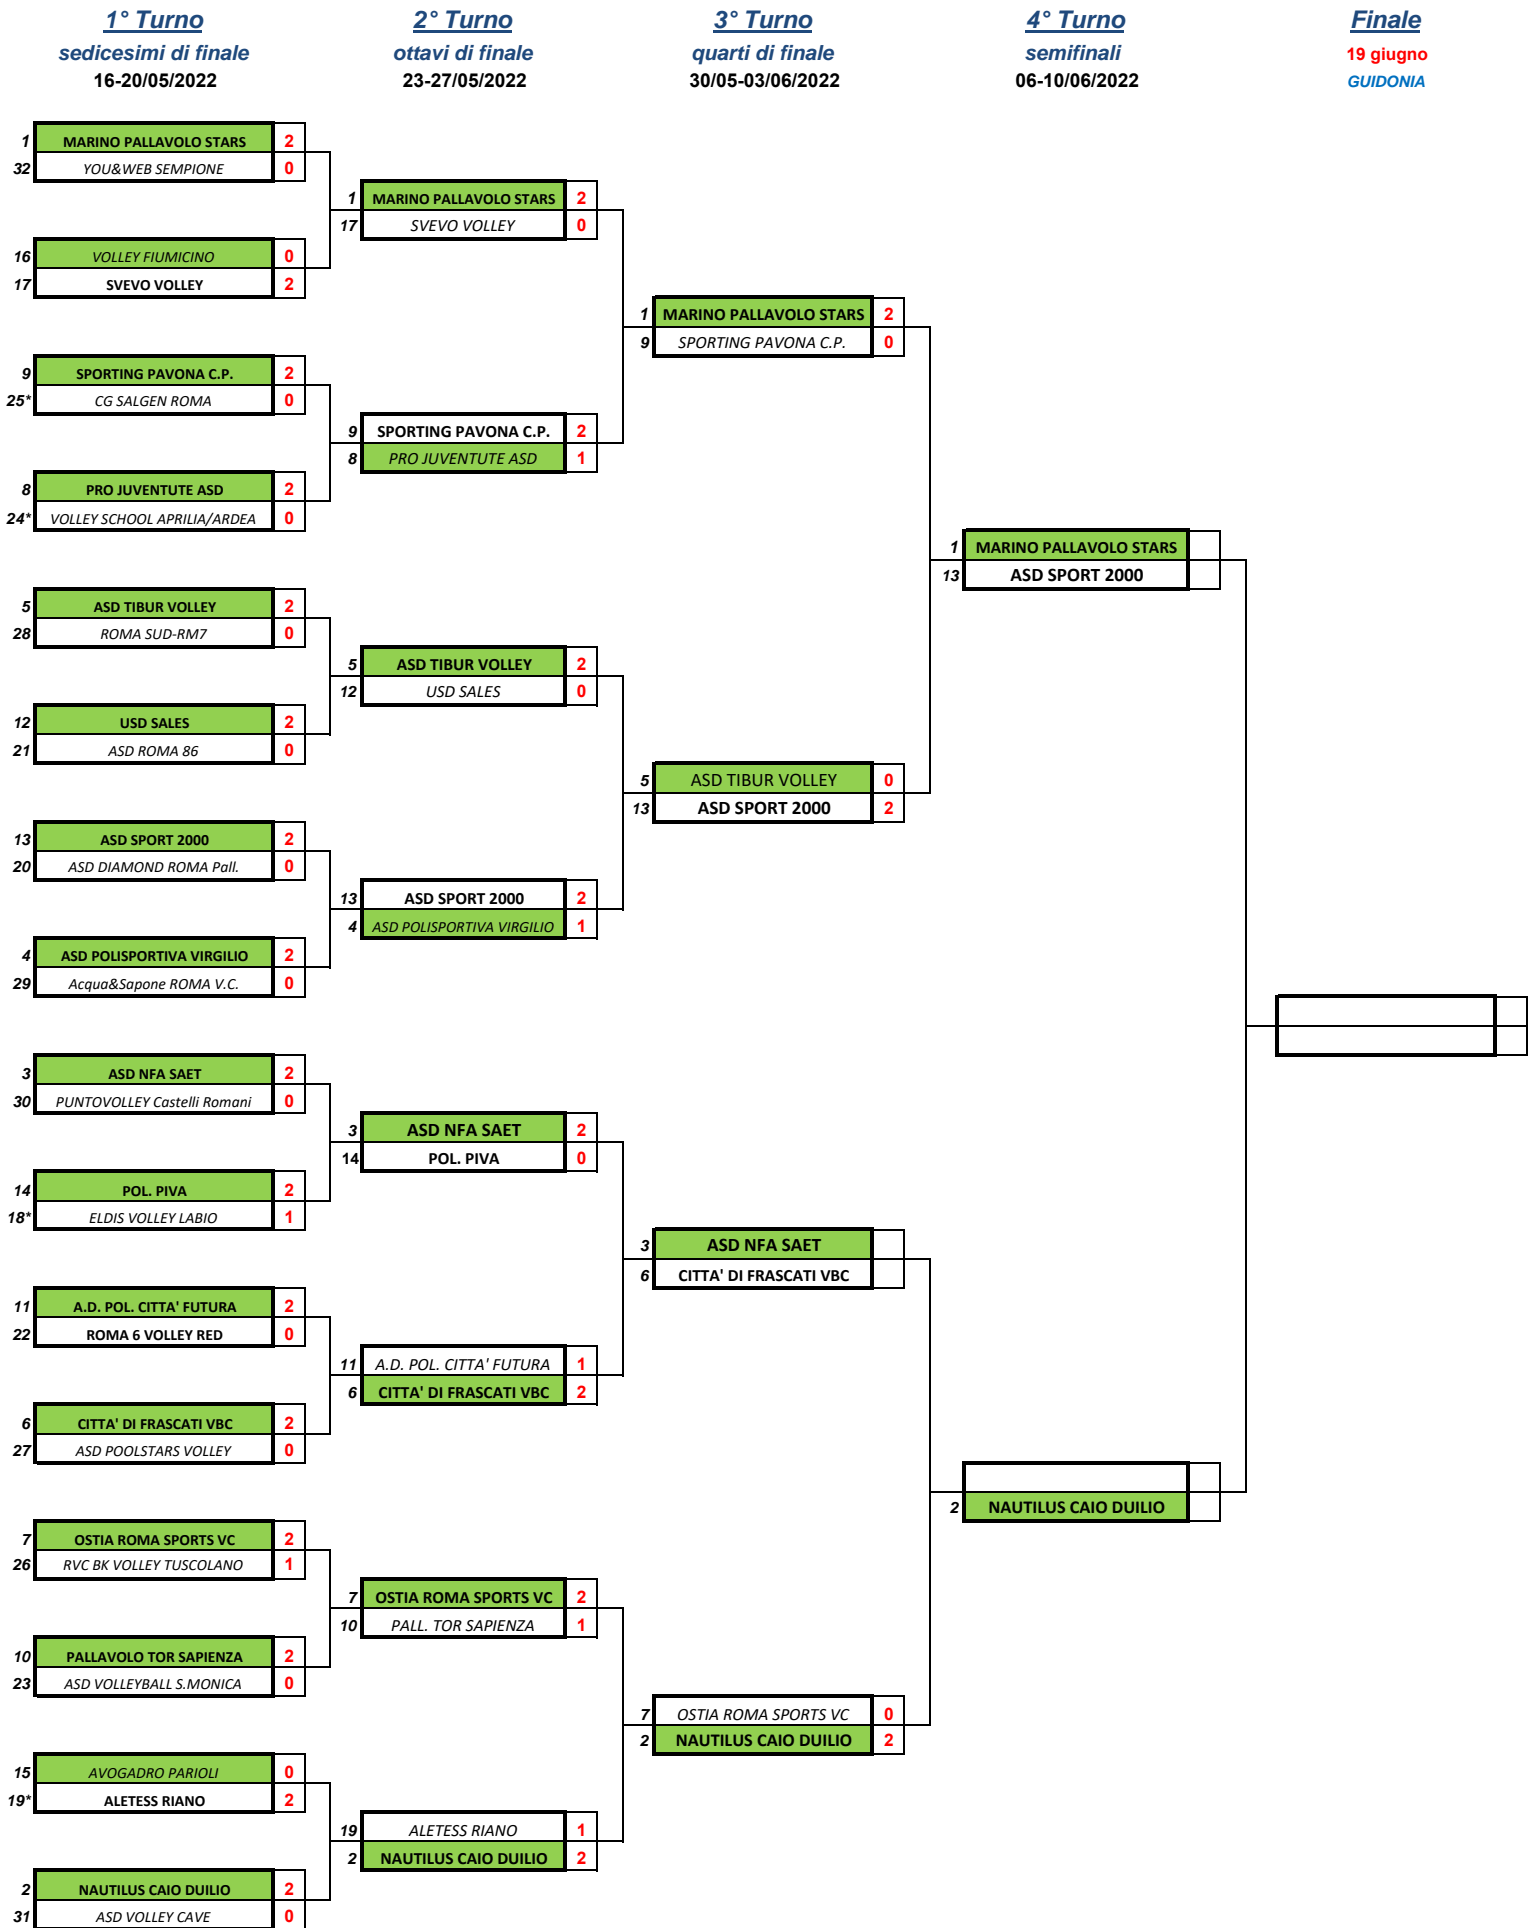 1° Turno
sedicesimi di finale
16-20/05/2022
2° Turno
ottavi di finale
23-27/05/2022
3° Turno
quarti di finale
30/05-03/06/2022
4° Turno
semifinali
06-10/06/2022
Finale
19 giugno
GUIDONIA
1 MARINO PALLAVOLO STARS 2
32 YOU&WEB SEMPIONE 0
16 VOLLEY FIUMICINO 0
17 SVEVO VOLLEY 2
9 SPORTING PAVONA C.P. 2
25* CG SALGEN ROMA 0
8 PRO JUVENTUTE ASD 2
24* VOLLEY SCHOOL APRILIA/ARDEA 0
5 ASD TIBUR VOLLEY 2
28 ROMA SUD-RM7 0
12 USD SALES 2
21 ASD ROMA 86 0
13 ASD SPORT 2000 2
20 ASD DIAMOND ROMA Pall. 0
4 ASD POLISPORTIVA VIRGILIO 2
29 Acqua&Sapone ROMA V.C. 0
3 ASD NFA SAET 2
30 PUNTOVOLLEY Castelli Romani 0
14 POL. PIVA 2
18* ELDIS VOLLEY LABIO 1
11 A.D. POL. CITTA' FUTURA 2
22 ROMA 6 VOLLEY RED 0
6 CITTA' DI FRASCATI VBC 2
27 ASD POOLSTARS VOLLEY 0
7 OSTIA ROMA SPORTS VC 2
26 RVC BK VOLLEY TUSCOLANO 1
10 PALLAVOLO TOR SAPIENZA 2
23 ASD VOLLEYBALL S.MONICA 0
15 AVOGADRO PARIOLI 0
19* ALETESS RIANO 2
2 NAUTILUS CAIO DUILIO 2
31 ASD VOLLEY CAVE 0
1 MARINO PALLAVOLO STARS 2
17 SVEVO VOLLEY 0
9 SPORTING PAVONA C.P. 2
8 PRO JUVENTUTE ASD 1
5 ASD TIBUR VOLLEY 2
12 USD SALES 0
13 ASD SPORT 2000 2
4 ASD POLISPORTIVA VIRGILIO 1
3 ASD NFA SAET 2
14 POL. PIVA 0
11 A.D. POL. CITTA' FUTURA 1
6 CITTA' DI FRASCATI VBC 2
7 OSTIA ROMA SPORTS VC 2
10 PALL. TOR SAPIENZA 1
19 ALETESS RIANO 1
2 NAUTILUS CAIO DUILIO 2
1 MARINO PALLAVOLO STARS 2
9 SPORTING PAVONA C.P. 0
5 ASD TIBUR VOLLEY 0
13 ASD SPORT 2000 2
3 ASD NFA SAET
6 CITTA' DI FRASCATI VBC
7 OSTIA ROMA SPORTS VC 0
2 NAUTILUS CAIO DUILIO 2
1 MARINO PALLAVOLO STARS
13 ASD SPORT 2000
2 NAUTILUS CAIO DUILIO